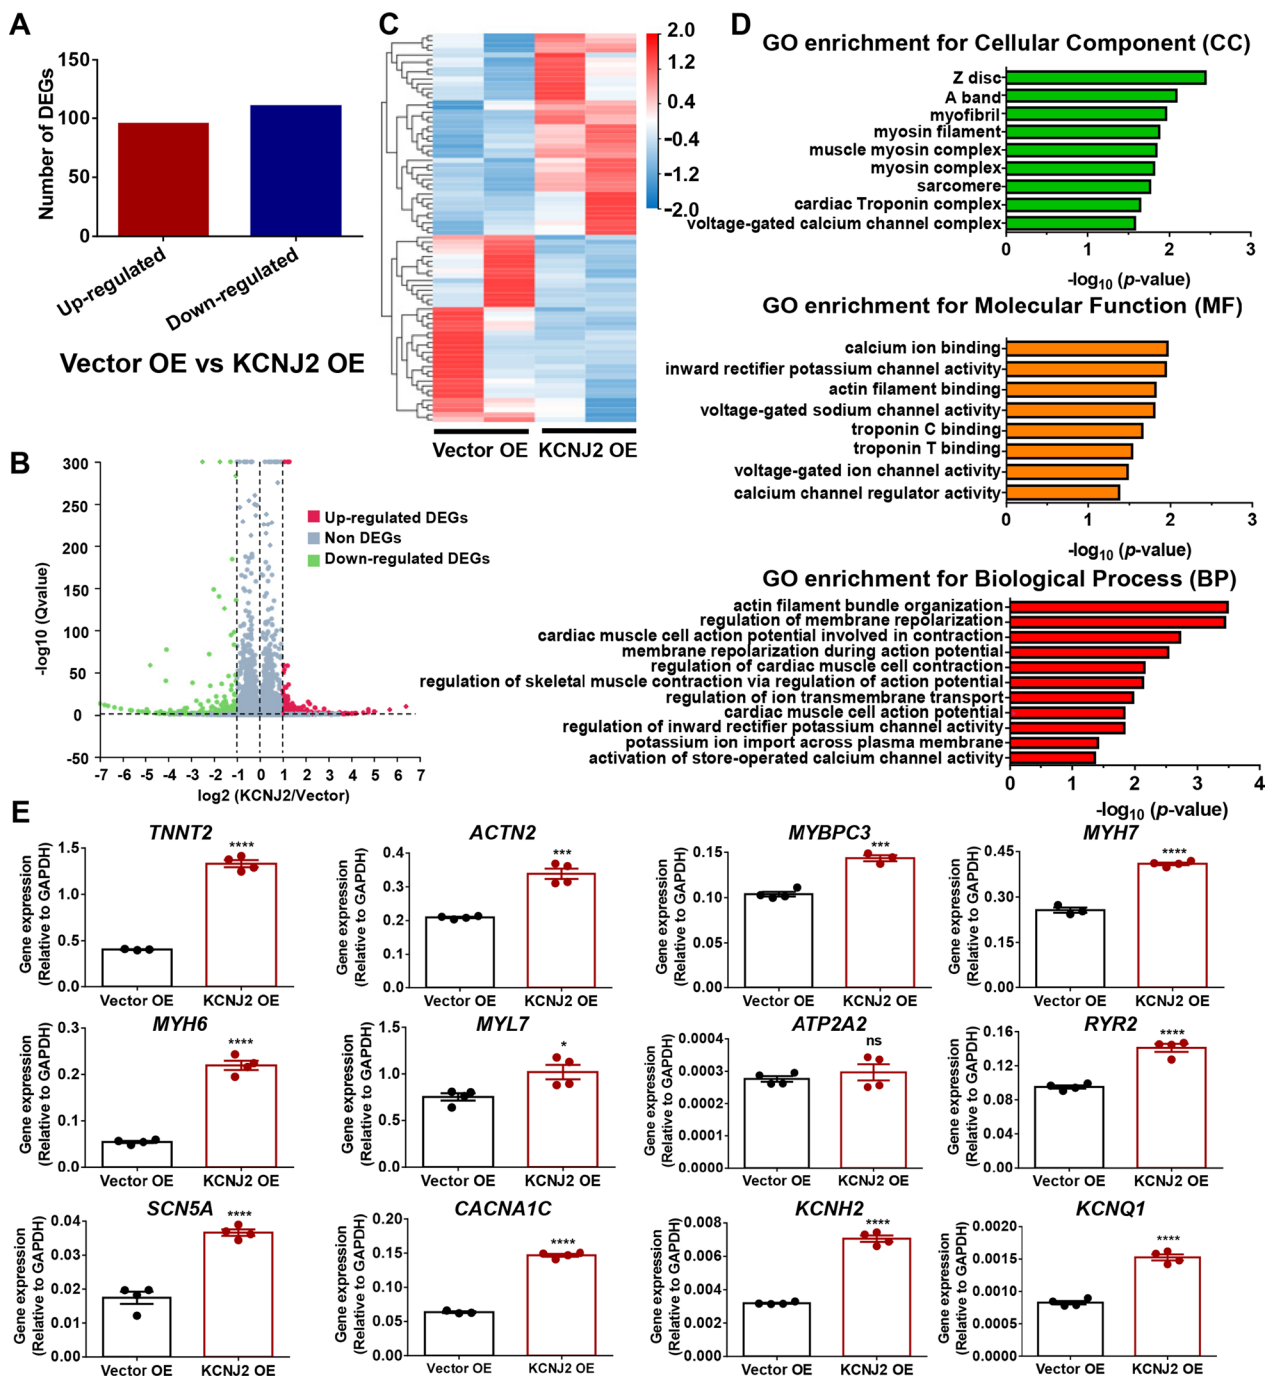 A
Number of DEGs
150
100
50
0
Up-regulated
Down-regulated
Vector OE vs KCNJ2 OE
B
-log10 (Qvalue)
300
250
200
150
100
50
0
-50
-7 -6 -5 -4 -3 -2 -1 0 1 2 3 4 5 6 7
log2 (KCNJ2/Vector)
Up-regulated DEGs
Non DEGs
Down-regulated DEGs
C
2.0
1.2
0.4
-0.4
-1.2
-2.0
Vector OE KCNJ2 OE
D
GO enrichment for Cellular Component (CC)
Z disc
A band
myofibril
myosin filament
muscle myosin complex
myosin complex
sarcomere
cardiac Troponin complex
voltage-gated calcium channel complex
0 1 2 3
-log10 (p-value)
GO enrichment for Molecular Function (MF)
calcium ion binding
inward rectifier potassium channel activity
actin filament binding
voltage-gated sodium channel activity
troponin C binding
troponin T binding
voltage-gated ion channel activity
calcium channel regulator activity
0 1 2 3
-log10 (p-value)
GO enrichment for Biological Process (BP)
actin filament bundle organization
regulation of membrane repolarization
cardiac muscle cell action potential involved in contraction
membrane repolarization during action potential
regulation of cardiac muscle cell contraction
regulation of skeletal muscle contraction via regulation of action potential
regulation of ion transmembrane transport
cardiac muscle cell action potential
regulation of inward rectifier potassium channel activity
potassium ion import across plasma membrane
activation of store-operated calcium channel activity
0 1 2 3 4
-log10 (p-value)
E
TNNT2
Gene expression
(Relative to GAPDH)
1.5
1.0
0.5
0.0
****
Vector OE KCNJ2 OE
ACTN2
Gene expression
(Relative to GAPDH)
0.4
0.3
0.2
0.1
0.0
***
Vector OE KCNJ2 OE
MYBPC3
Gene expression
(Relative to GAPDH)
0.15
0.10
0.05
0.00
***
Vector OE KCNJ2 OE
MYH7
Gene expression
(Relative to GAPDH)
0.45
0.30
0.15
0.00
****
Vector OE KCNJ2 OE
MYH6
Gene expression
(Relative to GAPDH)
0.3
0.2
0.1
0.0
****
Vector OE KCNJ2 OE
MYL7
Gene expression
(Relative to GAPDH)
1.5
1.0
0.5
0.0
*
Vector OE KCNJ2 OE
ATP2A2
Gene expression
(Relative to GAPDH)
0.0004
0.0003
0.0002
0.0001
0.0000
ns
Vector OE KCNJ2 OE
RYR2
Gene expression
(Relative to GAPDH)
0.16
0.12
0.08
0.04
0.00
****
Vector OE KCNJ2 OE
SCN5A
Gene expression
(Relative to GAPDH)
0.04
0.03
0.02
0.01
0.00
****
Vector OE KCNJ2 OE
CACNA1C
Gene expression
(Relative to GAPDH)
0.20
0.15
0.10
0.05
0.00
****
Vector OE KCNJ2 OE
KCNH2
Gene expression
(Relative to GAPDH)
0.008
0.006
0.004
0.002
0.000
****
Vector OE KCNJ2 OE
KCNQ1
Gene expression
(Relative to GAPDH)
0.0020
0.0015
0.0010
0.0005
0.0000
****
Vector OE KCNJ2 OE